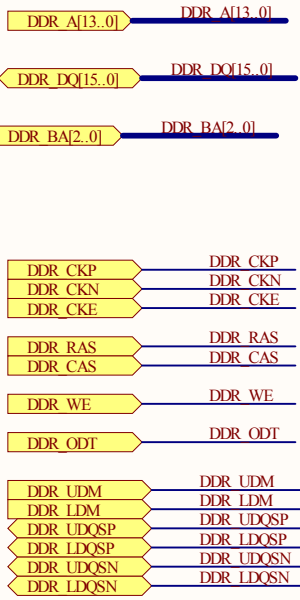 DDR_A[13..0] DDR_A[13..0]
DDR_DQ[15..0] DDR_DQ[15..0]
DDR_BA[2..0] DDR_BA[2..0]
DDR_CKP DDR_CKP
DDR_CKN DDR_CKN
DDR_CKE DDR_CKE
DDR_RAS DDR_RAS
DDR_CAS DDR_CAS
DDR_WE DDR_WE
DDR_ODT DDR_ODT
DDR_UDM DDR_UDM
DDR_LDM DDR_LDM
DDR_UDQSP DDR_UDQSP
DDR_LDQSP DDR_LDQSP
DDR_UDQSN DDR_UDQSN
DDR_LDQSN DDR_LDQSN